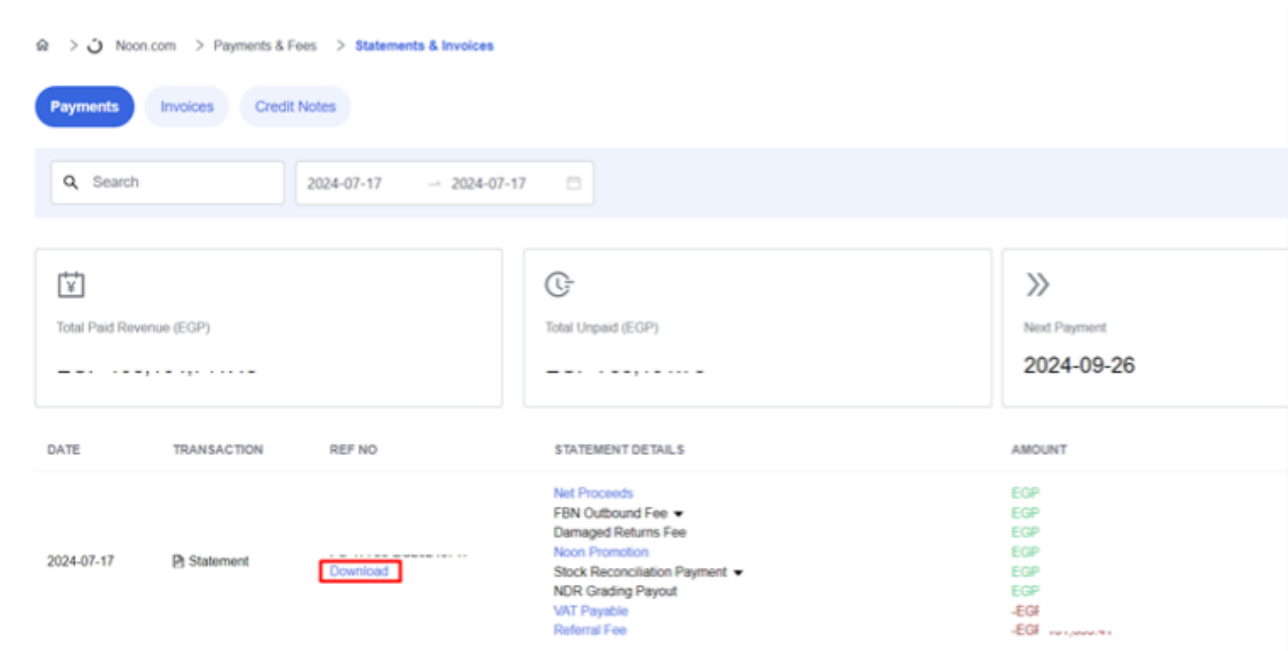 Noon.com > Payments & Fees > Statements & Invoices
Payments Invoices Credit Notes
Search 2024-07-17 → 2024-07-17
Total Paid Revenue (EGP) Total Unpaid (EGP) Next Payment
2024-09-26
DATE TRANSACTION REF NO STATEMENT DETAILS AMOUNT
Net Proceeds EGP
FBN Outbound Fee EGP
Damaged Returns Fee EGP
Noon Promotion EGP
2024-07-17 Statement Download
Stock Reconciliation Payment EGP
NDR Grading Payout EGP
VAT Payable -EGP
Referral Fee -EGP